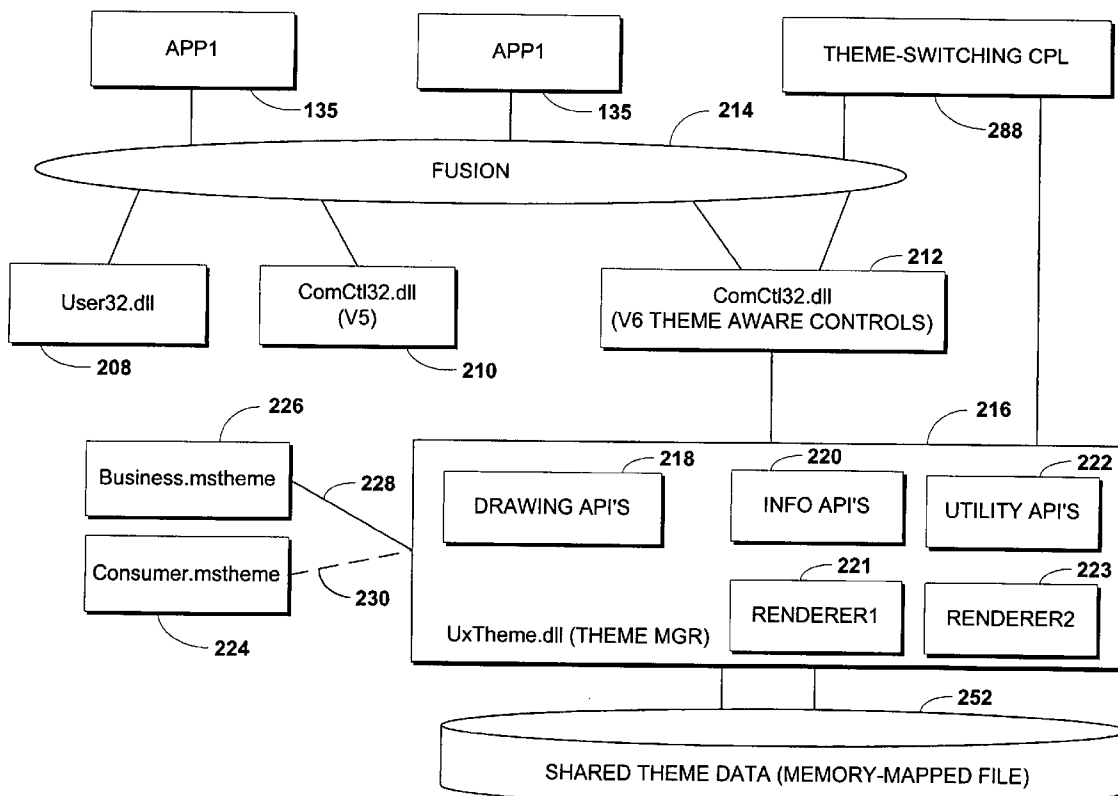 APP1
APP1
THEME-SWITCHING CPL
135
135
214
288
FUSION
212
User32.dll
ComCtl32.dll
(V5)
ComCtl32.dll
(V6 THEME AWARE CONTROLS)
208
210
226
216
Business.mstheme
228
218
220
222
DRAWING API'S
INFO API'S
UTILITY API'S
Consumer.mstheme
230
221
223
224
UxTheme.dll (THEME MGR)
RENDERER1
RENDERER2
252
SHARED THEME DATA (MEMORY-MAPPED FILE)